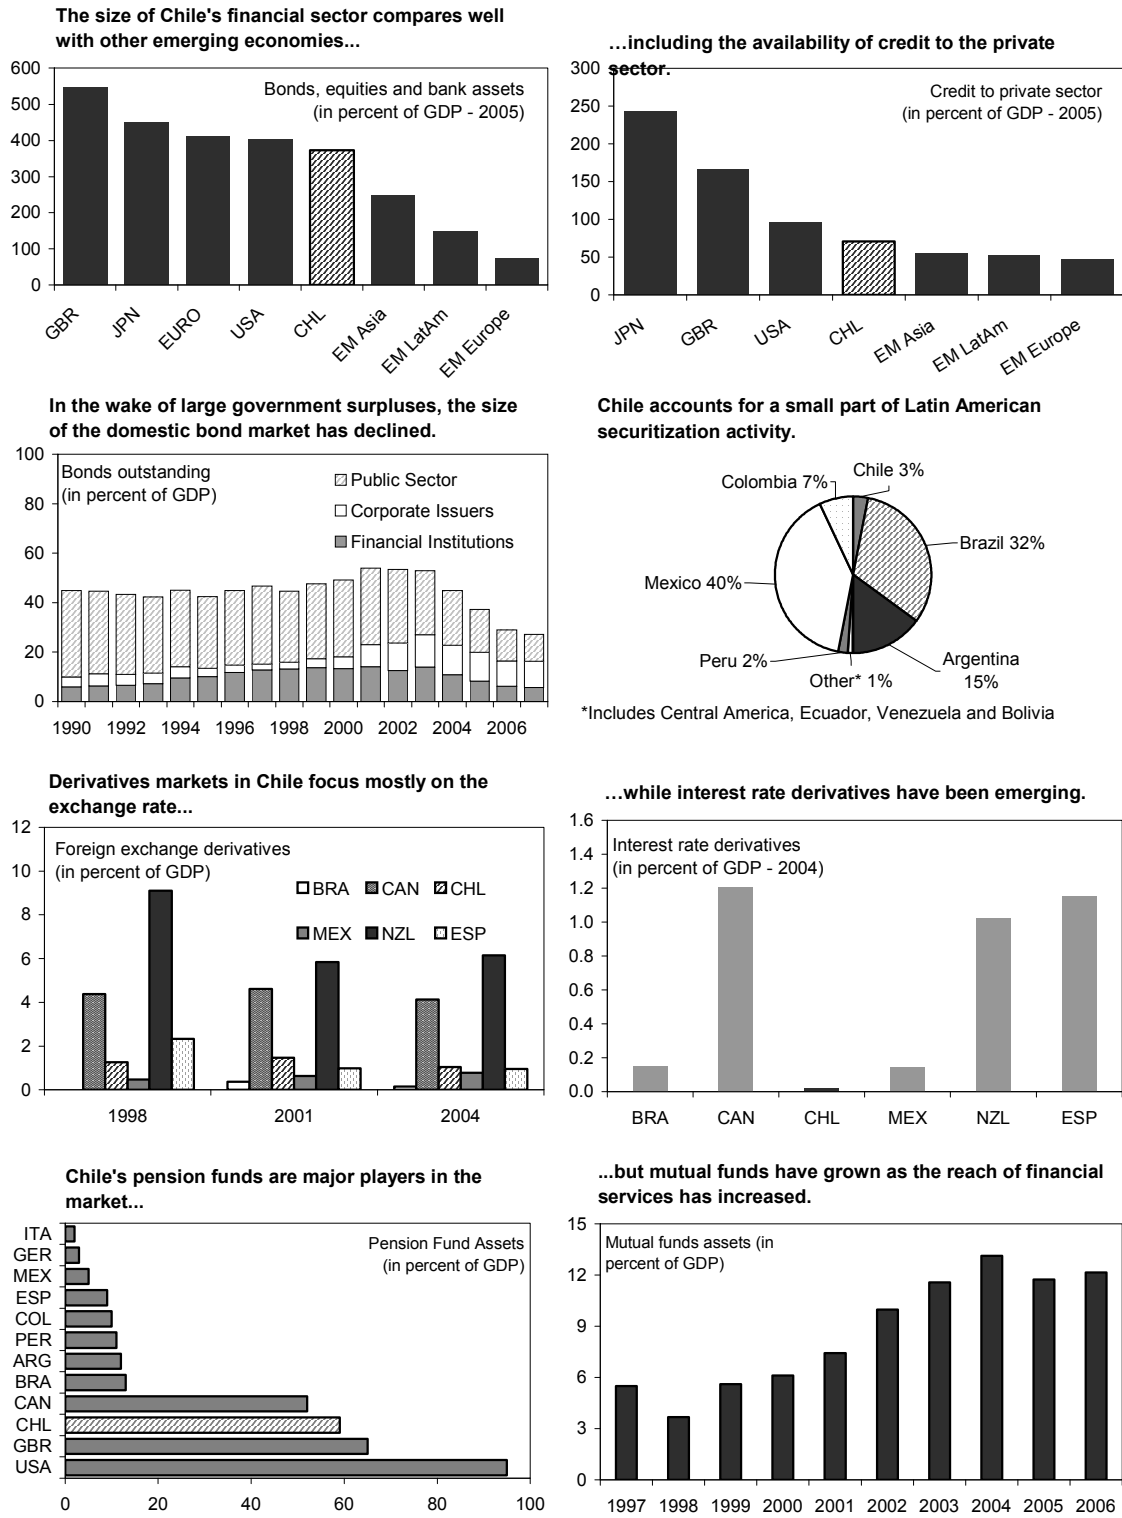 The size of Chile's financial sector compares well
with other emerging economies...
600
500
400
300
200
100
0
Bonds, equities and bank assets
(in percent of GDP - 2005)
GBR
JPN
EURO
USA
CHL
EM Asia
EM LatAm
EM Europe
…including the availability of credit to the private
sector.
300
250
200
150
100
50
0
Credit to private sector
(in percent of GDP - 2005)
JPN
GBR
USA
CHL
EM Asia
EM LatAm
EM Europe
In the wake of large government surpluses, the size
of the domestic bond market has declined.
100
80
60
40
20
0
Bonds outstanding
(in percent of GDP)
Public Sector
Corporate Issuers
Financial Institutions
1990 1992 1994 1996 1998 2000 2002 2004 2006
Chile accounts for a small part of Latin American
securitization activity.
Chile 3%
Colombia 7%
Brazil 32%
Mexico 40%
Peru 2%
Other* 1%
Argentina
15%
*Includes Central America, Ecuador, Venezuela and Bolivia
Derivatives markets in Chile focus mostly on the
exchange rate...
12
10
8
6
4
2
0
Foreign exchange derivatives
(in percent of GDP)
BRA CAN CHL
MEX NZL ESP
1998 2001 2004
…while interest rate derivatives have been emerging.
1.6
1.4
1.2
1.0
0.8
0.6
0.4
0.2
0.0
Interest rate derivatives
(in percent of GDP - 2004)
BRA CAN CHL MEX NZL ESP
Chile's pension funds are major players in the
market...
Pension Fund Assets
(in percent of GDP)
ITA
GER
MEX
ESP
COL
PER
ARG
BRA
CAN
CHL
GBR
USA
0 20 40 60 80 100
...but mutual funds have grown as the reach of financial
services has increased.
15
12
9
6
3
0
Mutual funds assets (in
percent of GDP)
1997 1998 1999 2000 2001 2002 2003 2004 2005 2006